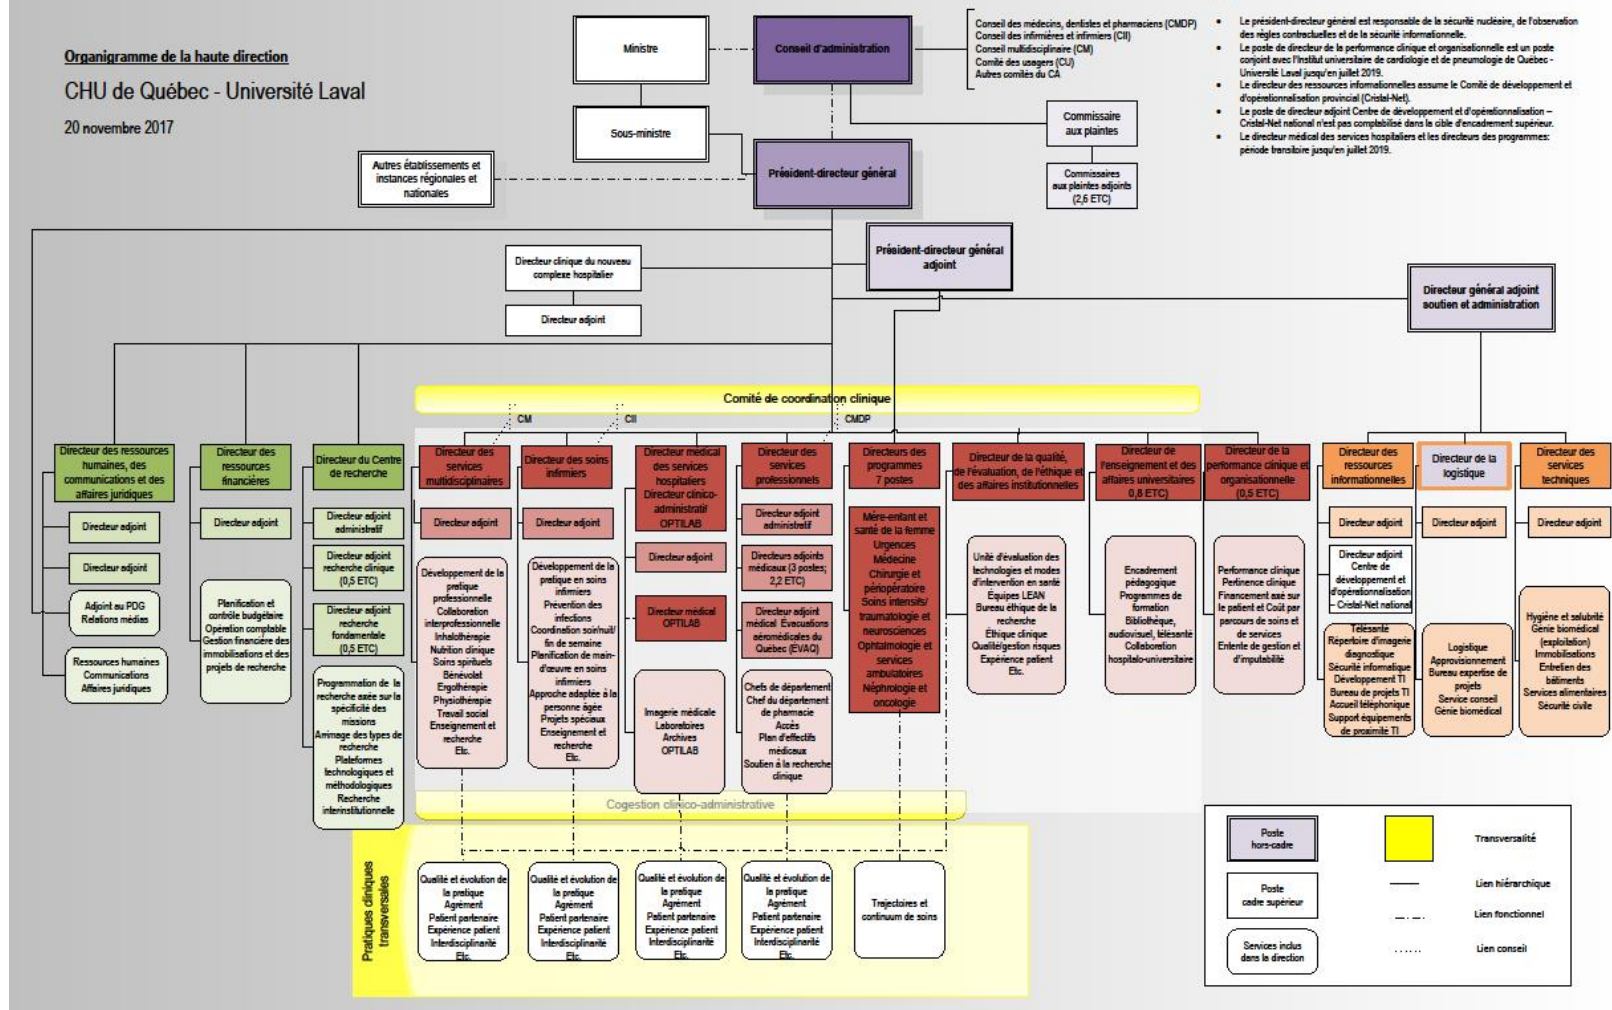 Organigramme de la haute direction
CHU de Québec - Université Laval
20 novembre 2017
Ministre
Conseil d'administration
Conseil des médecins, dentistes et pharmaciens (CMDP)
Conseil des infirmières et infirmiers (CII)
Conseil multidisciplinaire (CM)
Comité des usagers (CU)
Autres comités du CA
• Le président-directeur général est responsable de la sécurité nucléaire, de l'observation
des règles contractuelles et de la sécurité informationnelle.
• Le poste de directeur de la performance clinique et organisationnelle est un poste
conjoint avec l'Institut universitaire de cardiologie et de pneumologie de Québec -
Université Laval jusqu'en juillet 2019.
• Le directeur des ressources informationnelles assume le Comité de développement et
d'opérationnalisation provincial (Cristal-Net).
• Le poste de directeur adjoint Centre de développement et d'opérationnalisation –
Cristal-Net national n'est pas comptabilisé dans la cible d'encadrement supérieur.
• Le directeur médical des services hospitaliers et les directeurs des programmes:
période transitoire jusqu'en juillet 2019.
Sous-ministre
Commissaire
aux plaintes
Autres établissements et
instances régionales et
nationales
Président-directeur général
Commissaires
aux plaintes adjoints
(2,6 ETC)
Président-directeur général
adjoint
Directeur clinique du nouveau
complexe hospitalier
Directeur adjoint
Directeur général adjoint
soutien et administration
Comité de coordination clinique
CM
CII
CMDP
Directeur des ressources
humaines, des
communications et des
affaires juridiques
Directeur adjoint
Directeur adjoint
Adjoint au PDG
Relations médias
Ressources humaines
Communications
Affaires juridiques
Directeur des
ressources
financières
Directeur adjoint
Planification et
contrôle budgétaire
Opération comptable
Gestion financière des
immobilisations et des
projets de recherche
Directeur du Centre
de recherche
Directeur adjoint
administratif
Directeur adjoint
recherche clinique
(0,5 ETC)
Directeur adjoint
recherche
fondamentale
(0,5 ETC)
Programmation de la
recherche axée sur la
spécificité des
missions
Arrimage des types de
recherche
Plateformes
technologiques et
méthodologiques
Recherche
interinstitutionnelle
Directeur des
services
multidisciplinaires
Directeur adjoint
Développement de la
pratique
professionnelle
Collaboration
interprofessionnelle
Inhalothérapie
Nutrition clinique
Soins spirituels
Bénévolat
Ergothérapie
Physiothérapie
Travail social
Enseignement et
recherche
Etc.
Directeur des soins
infirmiers
Directeur adjoint
Développement de la
pratique en soins
infirmiers
Prévention des
infections
Coordination soir/nuit/
fin de semaine
Planification de main-
d'œuvre en soins
infirmiers
Approche adaptée à la
personne âgée
Projets spéciaux
Enseignement et
recherche
Etc.
Directeur médical
des services
hospitaliers
Directeur clinico-
administratif
OPTILAB
Directeur adjoint
Directeur médical
OPTILAB
Imagerie médicale
Laboratoires
Archives
OPTILAB
Directeur des
services
professionnels
Directeur adjoint
administratif
Directeurs adjoints
médicaux (3 postes;
2,2 ETC)
Directeur adjoint
médical Évacuations
aéromédicales du
Québec (EVAQ)
Chefs de département
Chef du département
de pharmacie
Accès
Plan d'effectifs
médicaux
Soutien à la recherche
clinique
Directeurs des
programmes
7 postes
Mère-enfant et
santé de la femme
Urgences
Médecine
Chirurgie et
périopératoire
Soins intensifs/
traumatologie et
neurosciences
Ophtalmologie et
services
ambulatoires
Néphrologie et
oncologie
Directeur de la qualité,
de l'évaluation, de l'éthique et
des affaires institutionnelles
Unité d'évaluation des
technologies et modes
d'intervention en santé
Équipes LEAN
Bureau éthique de la
recherche
Éthique clinique
Qualité/gestion risques
Expérience patient
Etc.
Directeur de
l'enseignement et des
affaires universitaires
0,8 ETC)
Encadrement
pédagogique
Programmes de
formation
Bibliothèque,
audiovisuel, télésanté
Collaboration
hospitalo-universitaire
Directeur de la
performance clinique et
organisationnelle
(0,5 ETC)
Performance clinique
Pertinence clinique
Financement axé sur
le patient et Coût par
parcours de soins et
de services
Entente de gestion et
d'imputabilité
Directeur des
ressources
informationnelles
Directeur adjoint
Directeur adjoint
Centre de
développement et
d'opérationnalisation
– Cristal-Net national
Télésanté
Répertoire d'imagerie
diagnostique
Sécurité informatique
Développement TI
Bureau de projets TI
Accueil téléphonique
Support équipements
de proximité TI
Directeur de la
logistique
Directeur adjoint
Logistique
Approvisionnement
Bureau expertise de
projets
Service conseil
Génie biomédical
Directeur des
services
techniques
Directeur adjoint
Hygiène et salubrité
Génie biomédical
(exploitation)
Immobilisations
Entretien des
bâtiments
Services alimentaires
Sécurité civile
Cogestion clinico-administrative
Pratiques cliniques
transversales
Qualité et évolution de
la pratique
Agrément
Patient partenaire
Expérience patient
Interdisciplinarité
Etc.
Qualité et évolution de
la pratique
Agrément
Patient partenaire
Expérience patient
Interdisciplinarité
Etc.
Qualité et évolution de
la pratique
Agrément
Patient partenaire
Expérience patient
Interdisciplinarité
Etc.
Qualité et évolution de
la pratique
Agrément
Patient partenaire
Expérience patient
Interdisciplinarité
Etc.
Trajectoires et
continuum de soins
Poste
hors-cadre
Transversalité
Poste
cadre supérieur
Lien hiérarchique
Lien fonctionnel
Services inclus
dans la direction
Lien conseil